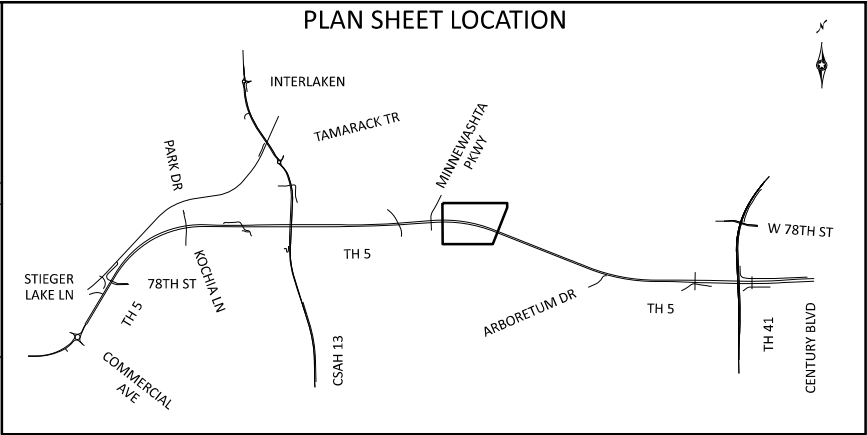 PLAN SHEET LOCATION
N
INTERLAKEN
TAMARACK TR
MINNEWASHTA
PKWY
PARK DR
W 78TH ST
TH 5
KOCHIA LN
STIEGER
LAKE LN
78TH ST
TH 5
ARBORETUM DR
TH 5
TH 41
CENTURY BLVD
CSAH 13
COMMERCIAL
AVE